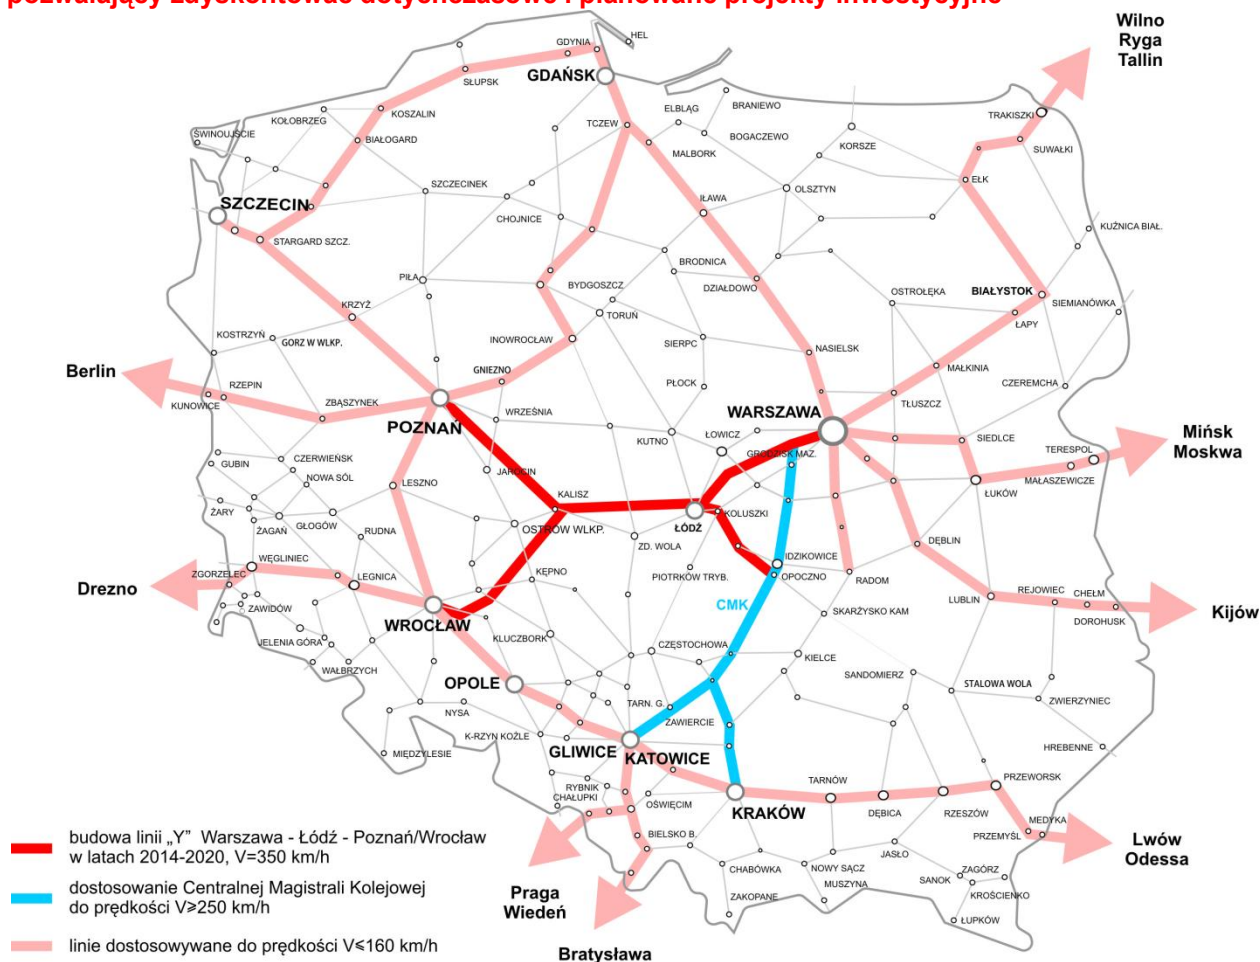 pozwalający zdyskontować dotychczasowe i planowane projekty inwestycyjne
Wilno
Ryga
Tallin
HEL
GDYNIA
GDAŃSK
SŁUPSK
KOSZALIN
KOŁOBRZEG
BIAŁOGARD
ŚWINOUJŚCIE
TCZEW
ELBLĄG
BRANIEWO
BOGACZEWO
MALBORK
KORSZE
TRAKISZKI
SUWAŁKI
EŁK
SZCZECIN
SZCZECINEK
CHOJNICE
IŁAWA
OLSZTYN
STARGARD SZCZ.
KUŹNICA BIAŁ.
PIŁA
BRODNICA
DZIAŁDOWO
BYDGOSZCZ
TORUŃ
OSTROŁĘKA
BIAŁYSTOK
SIEMIANÓWKA
ŁAPY
KRZYŻ
KOSTRZYŃ
GORZ W WLKP.
INOWROCŁAW
SIERPC
NASIELSK
MAŁKINIA
CZEREMCHA
Berlin
RZEPIN
KUNOWICE
ZBĄSZYNEK
GNIEZNO
PŁOCK
TŁUSZCZ
POZNAŃ
WRZEŚNIA
KUTNO
ŁOWICZ
WARSZAWA
GRODZISK MAZ.
SIEDLCE
TERESPOL
MAŁASZEWICZE
ŁUKÓW
Mińsk
Moskwa
GUBIN
CZERWIEŃSK
NOWA SÓL
LESZNO
JAROCIN
KALISZ
ŻARY
ŻAGAŃ
GŁOGÓW
RUDNA
OSTRÓW WLKP.
ZD. WOLA
ŁÓDŹ
KOLUSZKI
IDZIKOWICE
OPOCZNO
RADOM
DĘBLIN
WĘGLINIEC
ZGORZELEC
Drezno
ZAWIDÓW
LEGNICA
KĘPNO
PIOTRKÓW TRYB.
CMK
SKARŻYSKO KAM
LUBLIN
REJOWIEC
CHEŁM
DOROHUSK
Kijów
JELENIA GÓRA
WAŁBRZYCH
WROCŁAW
KLUCZBORK
CZĘSTOCHOWA
KIELCE
SANDOMIERZ
STALOWA WOLA
ZWIERZYNIEC
OPOLE
NYSA
MIĘDZYLESIE
K-RZYN KOŹLE
TARN. G.
ZAWIERCIE
HREBENNE
GLIWICE
KATOWICE
RYBNIK
CHAŁUPKI
OŚWIĘCIM
KRAKÓW
TARNÓW
DĘBICA
RZESZÓW
PRZEWORSK
MEDYKA
PRZEMYŚL
Lwów
Odessa
BIELSKO B.
CHABÓWKA
ZAKOPANE
NOWY SĄCZ
MUSZYNA
JASŁO
SANOK
ZAGÓRZ
KROŚCIENKO
ŁUPKÓW
Praga
Wiedeń
Bratysława
budowa linii „Y" Warszawa - Łódź - Poznań/Wrocław
w latach 2014-2020, V=350 km/h
dostosowanie Centralnej Magistrali Kolejowej
do prędkości V≥250 km/h
linie dostosowywane do prędkości V≤160 km/h